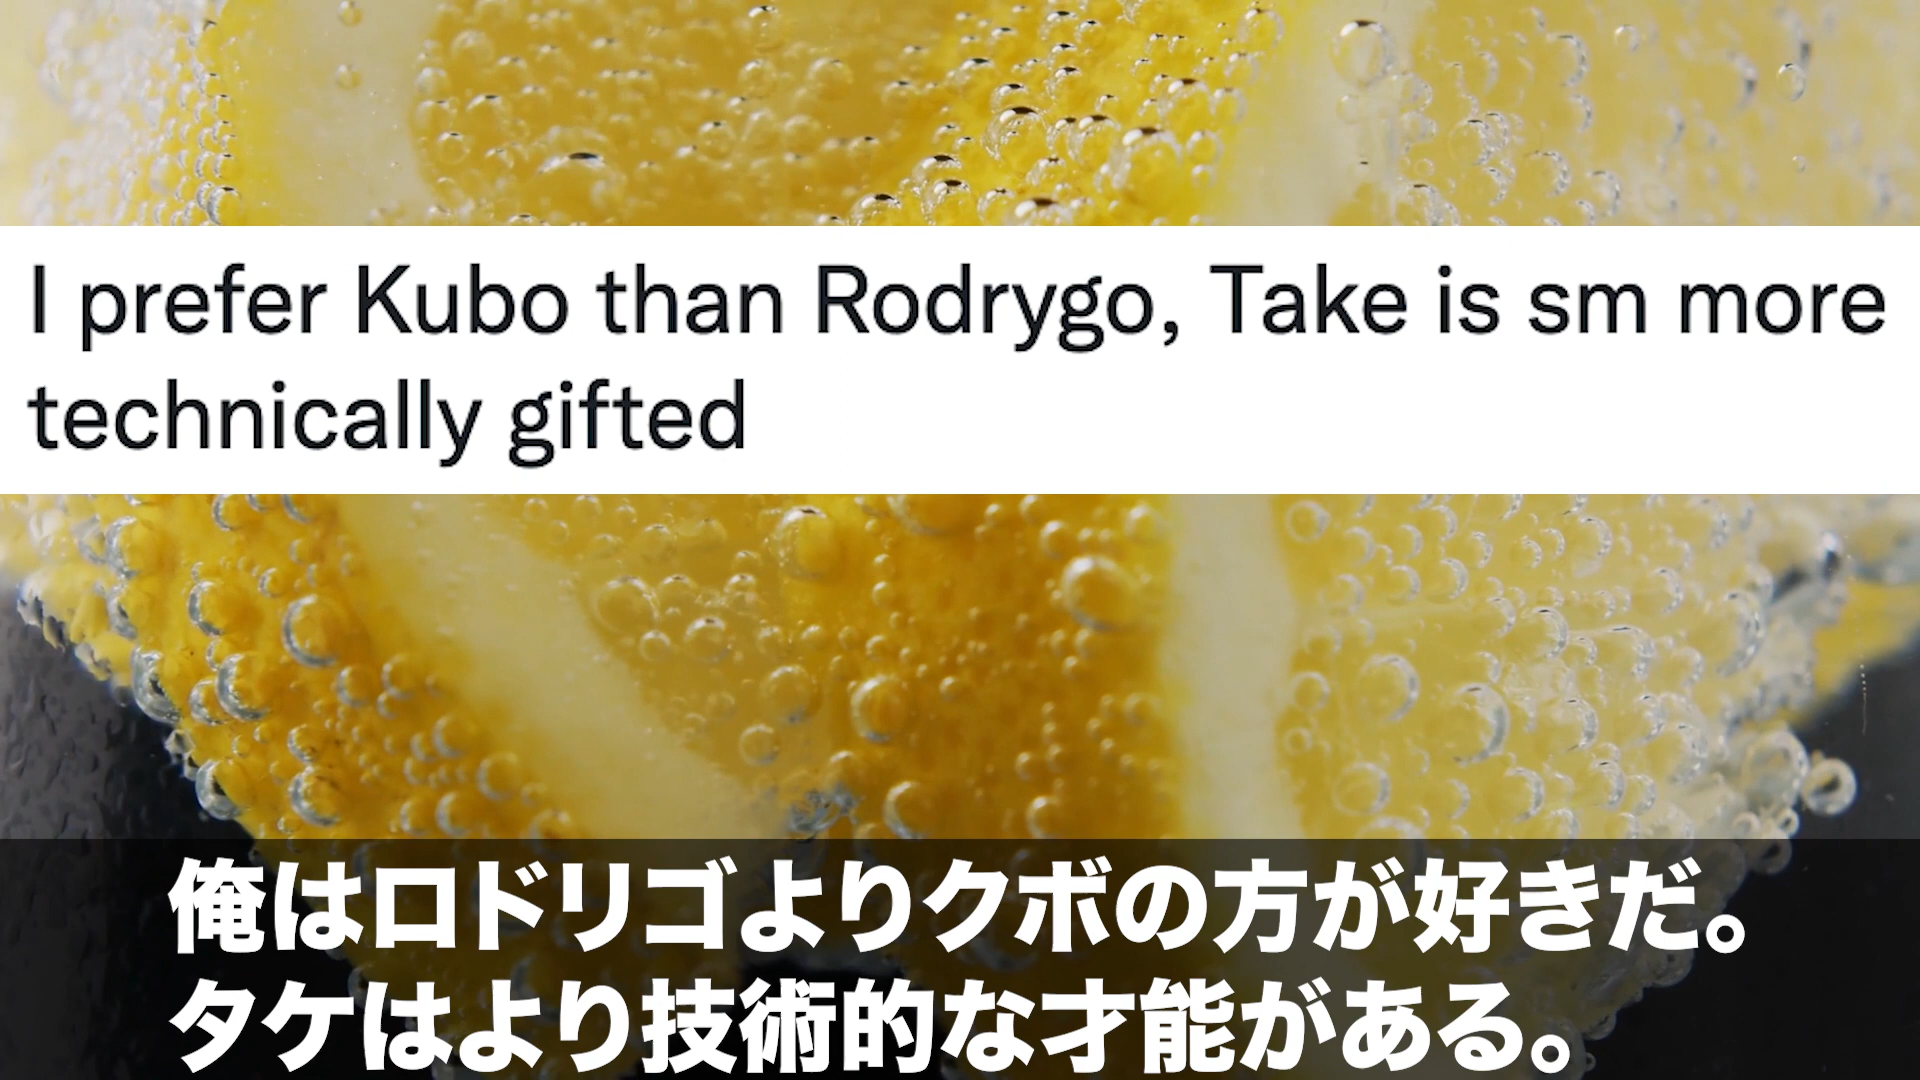 I prefer Kubo than Rodrygo, Take is sm more
technically gifted
俺はロドリゴよりクボの方が好きだ。
タケはより技術的な才能がある。